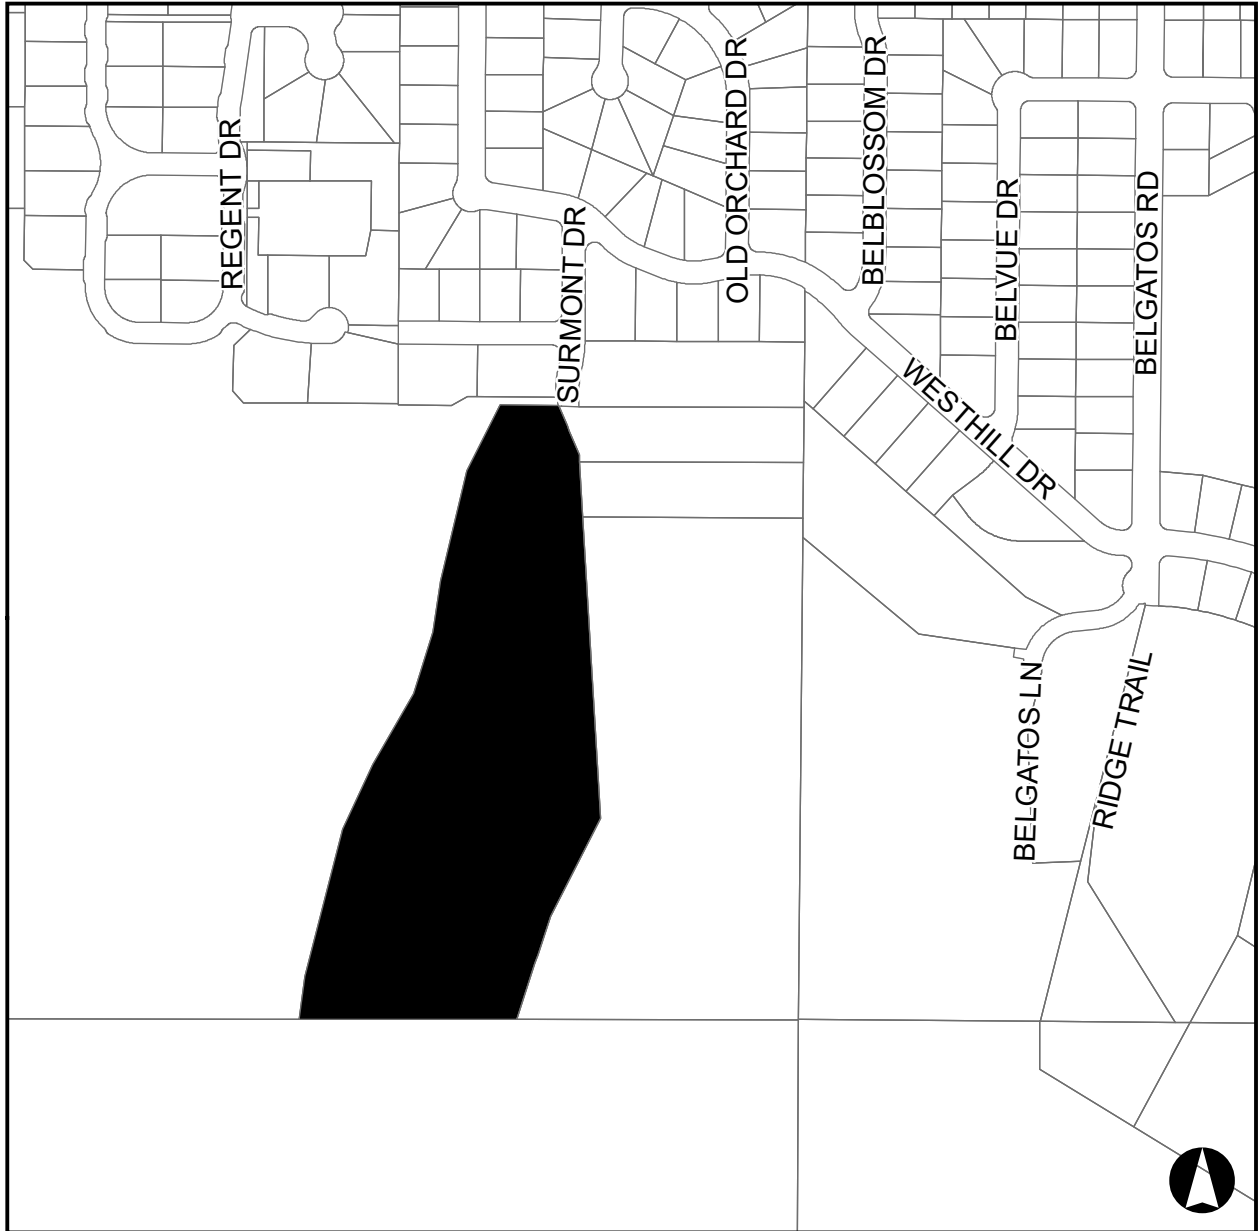 REGENT DR
SURMONT DR
OLD ORCHARD DR
BELBLOSSOM DR
BELVUE DR
BELGATOS RD
WESTHILL DR
BELGATOS LN
RIDGE TRAIL